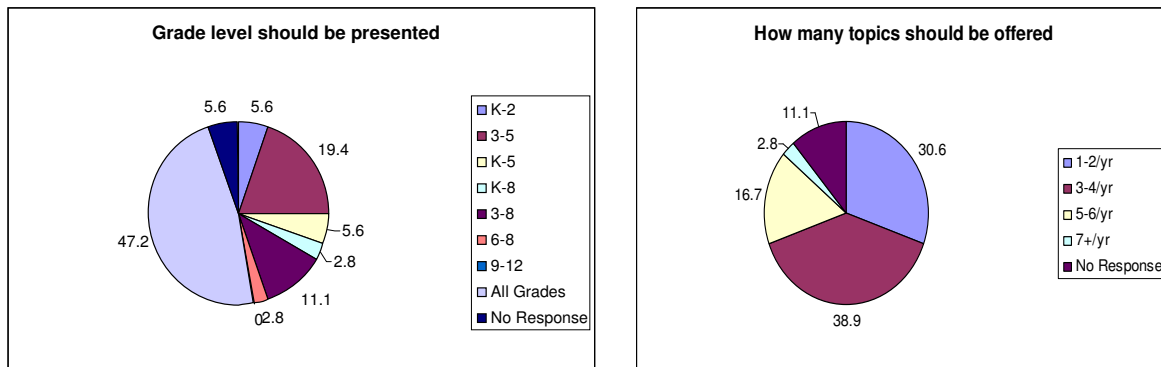 Grade level should be presented
5.6
5.6
19.4
5.6
2.8
11.1
2.8
0
47.2
K-2
3-5
K-5
K-8
3-8
6-8
9-12
All Grades
No Response
How many topics should be offered
11.1
2.8
30.6
16.7
38.9
1-2/yr
3-4/yr
5-6/yr
7+/yr
No Response